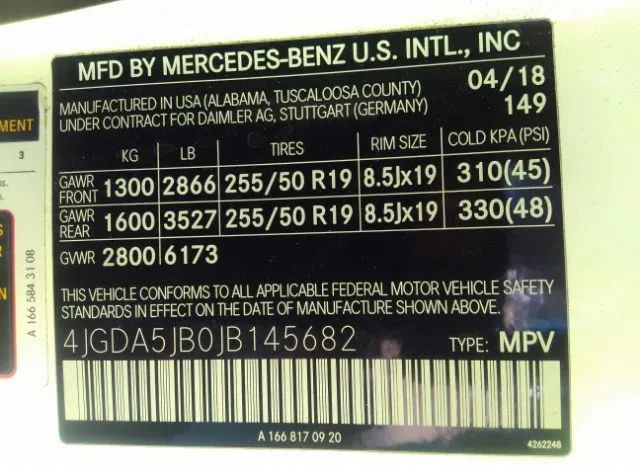 MFD BY MERCEDES-BENZ U.S. INTL., INC
MANUFACTURED IN USA (ALABAMA, TUSCALOOSA COUNTY) 04/18
UNDER CONTRACT FOR DAIMLER AG, STUTTGART (GERMANY) 149
KG LB TIRES RIM SIZE COLD KPA (PSI)
GAWR FRONT 1300 2866 255/50 R19 8.5Jx19 310(45)
GAWR REAR 1600 3527 255/50 R19 8.5Jx19 330(48)
GVWR 2800 6173
THIS VEHICLE CONFORMS TO ALL APPLICABLE FEDERAL MOTOR VEHICLE SAFETY
STANDARDS IN EFFECT ON THE DATE OF MANUFACTURE SHOWN ABOVE.
4JGDA5JB0JB145682 TYPE: MPV
A 166 817 09 20
4262248
MENT
3
A 166 584 31 08